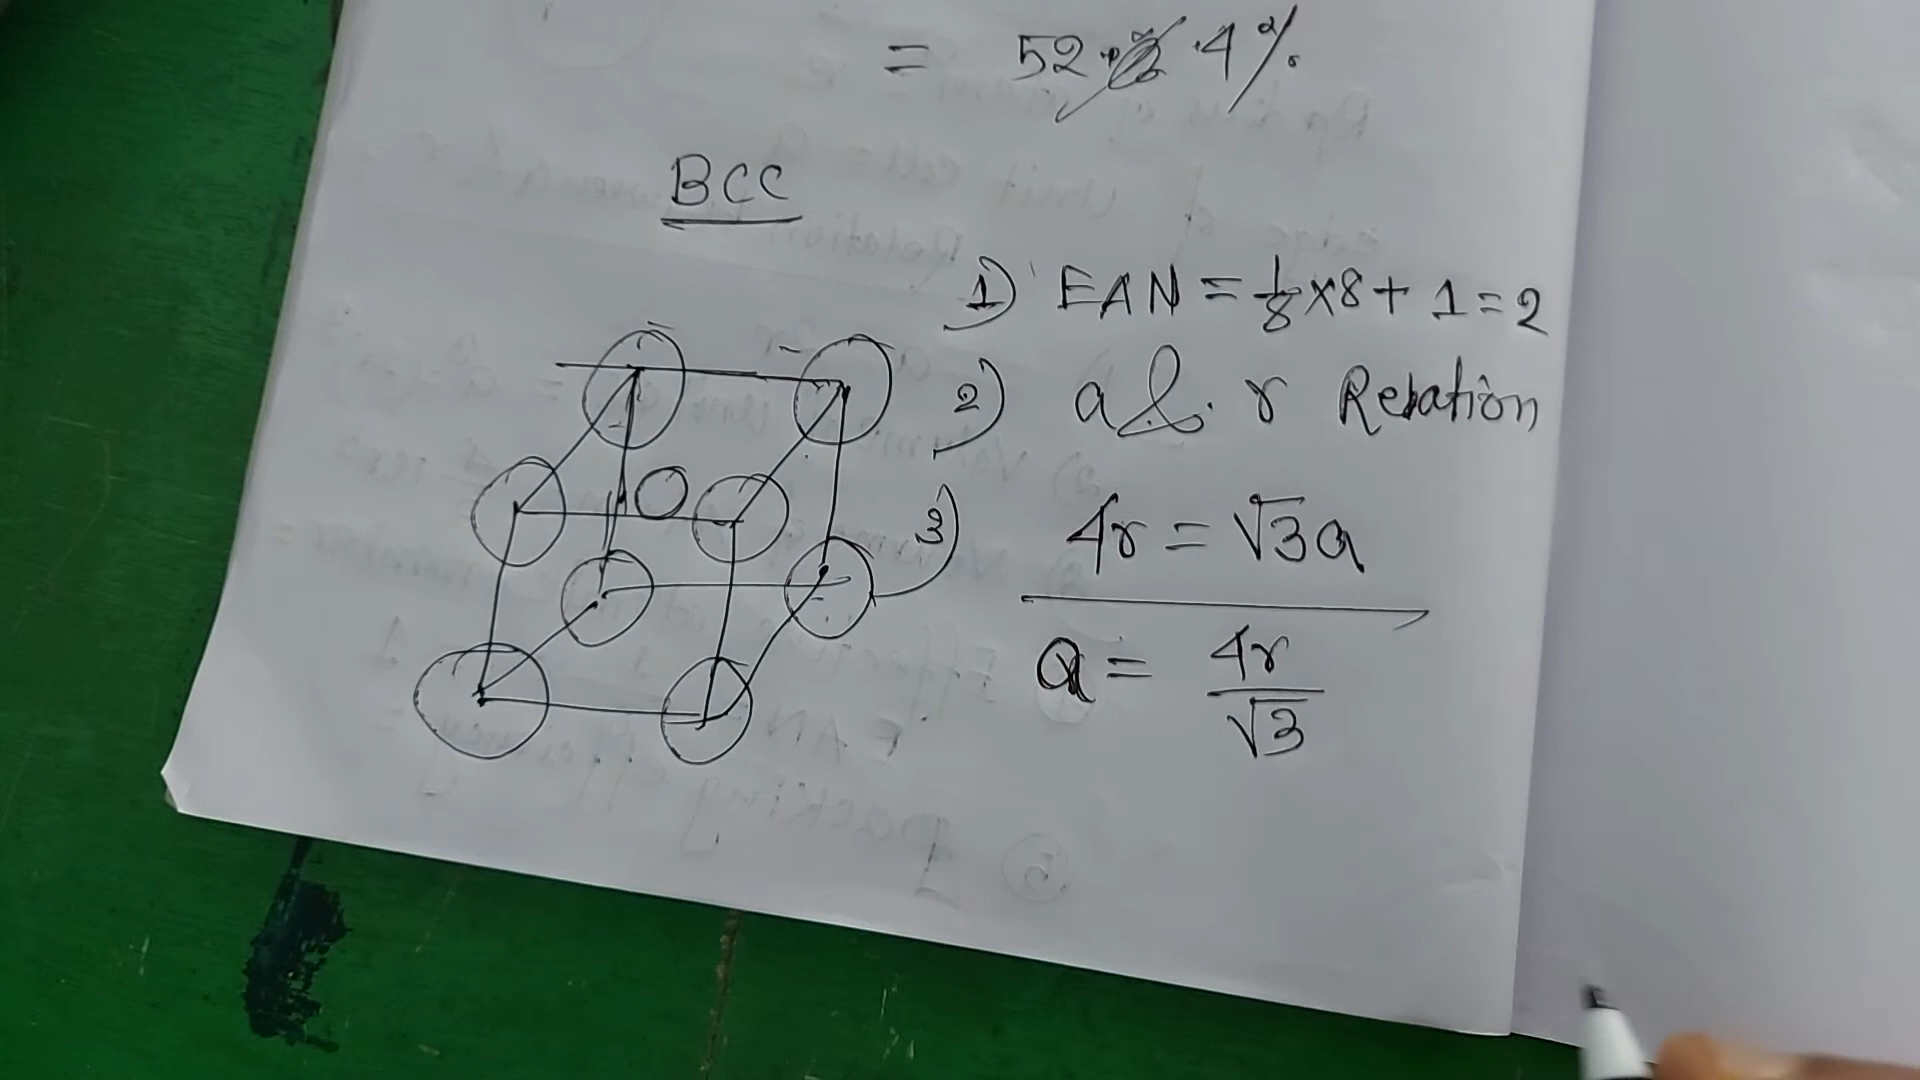 = 52.4%
BCC
1) EAN = 1/8 x 8 + 1 = 2
2) a & r Relation
3) 4r = √3a
a = 4r/√3